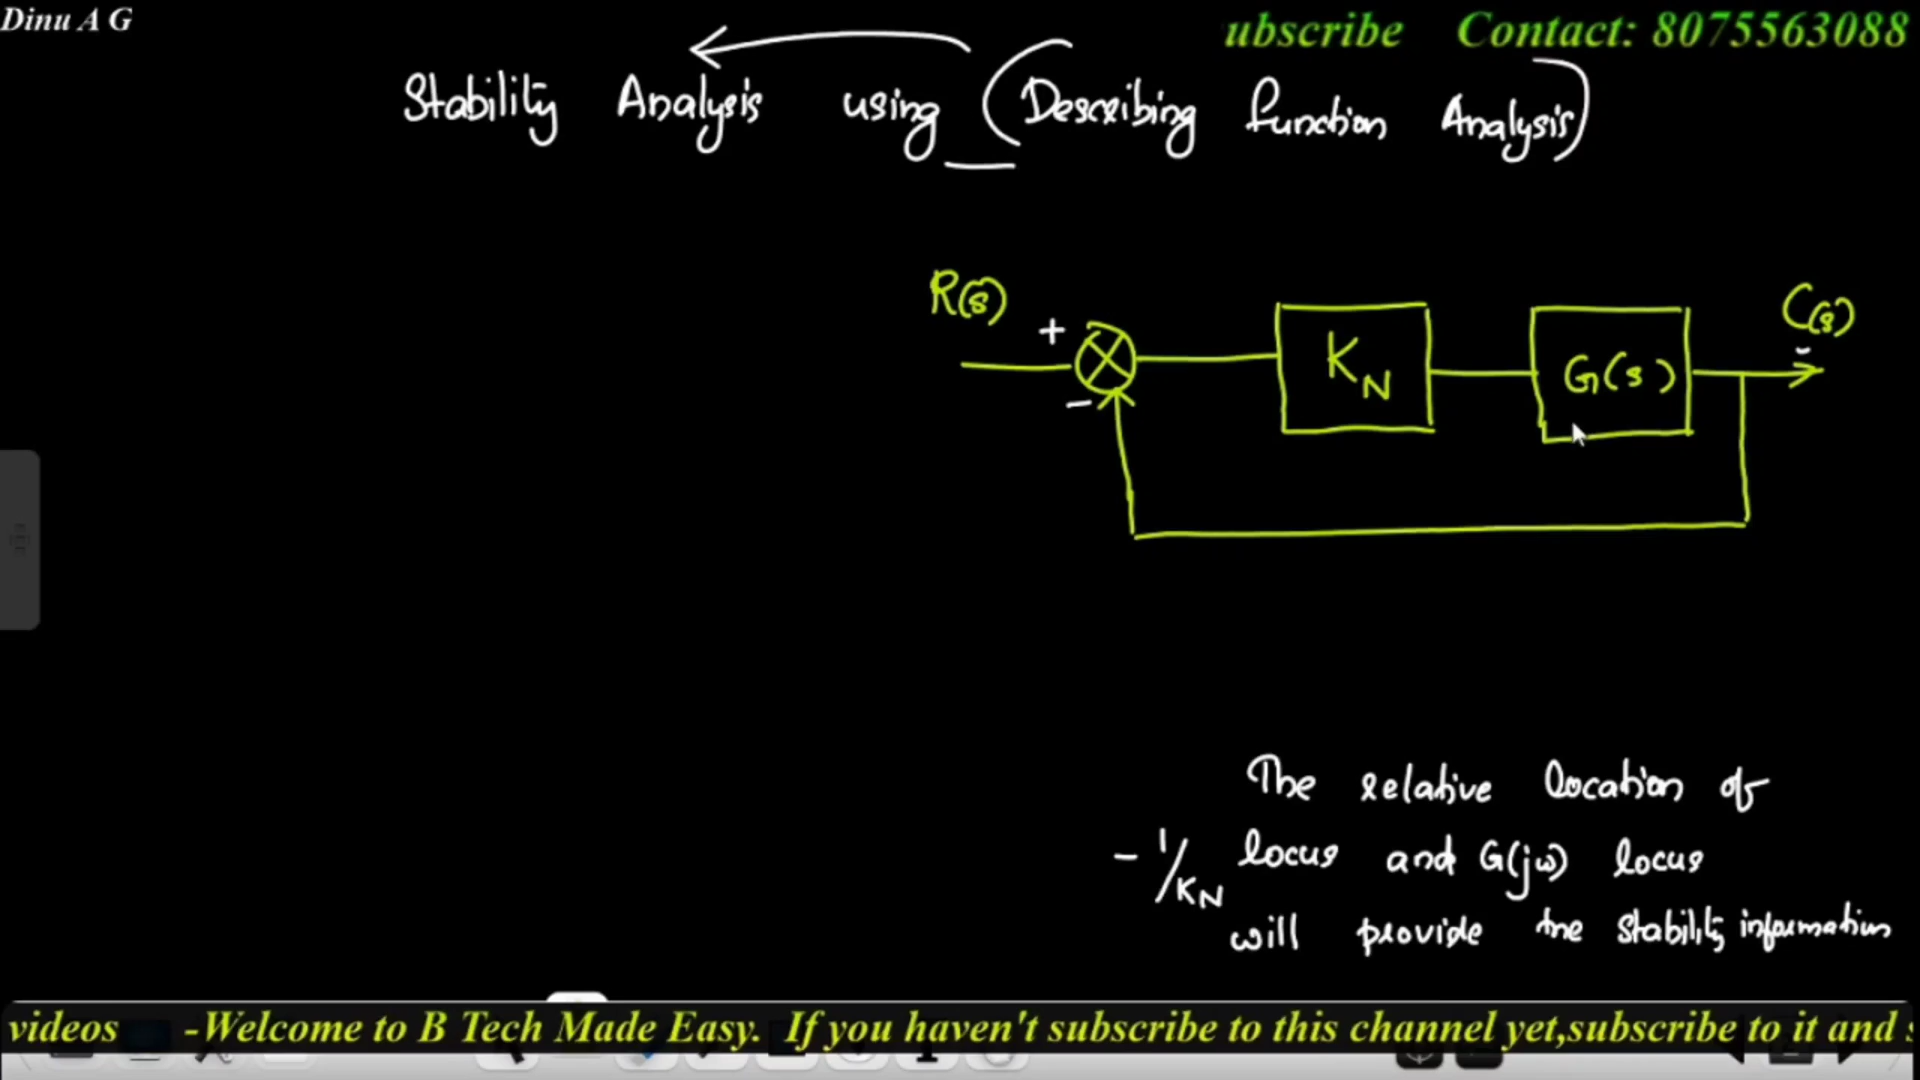 Dinu A G
ubscribe Contact: 8075563088
Stability Analysis using (Describing function Analysis)
R(s)
+
-
K_N
G(s)
C(s)
The relative location of
- 1/K_N locus and G(jω) locus
will provide the stability information
videos -Welcome to B Tech Made Easy. If you haven't subscribe to this channel yet,subscribe to it and s